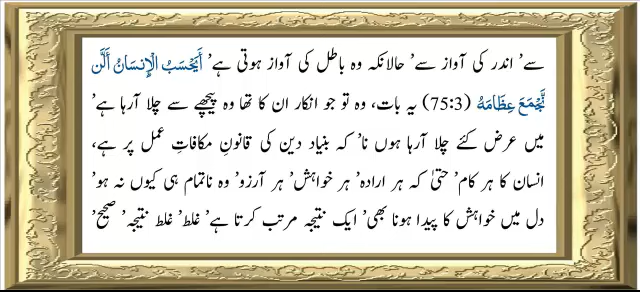 سے’ اندر کی آواز سے’ حالانکہ وہ باطل کی آواز ہوتی ہے’ أَيَحْسَبُ الْإِنسَانُ أَلَّن
نَّجْمَعَ عِظَامَهُ (75:3) یہ بات، وہ تو جو انکار ان کا تھا وہ پیچھے سے چلا آرہا ہے’
میں عرض کئے چلا آرہا ہوں نا’ کہ بنیاد دین کی قانونِ مکافاتِ عمل پر ہے،
انسان کا ہر کام’ حتیٰ کہ ہر ارادہ’ ہر خواہش’ ہر آرزو’ وہ ناتمام ہی کیوں نہ ہو’
دل میں خواہش کا پیدا ہونا بھی’ ایک نتیجہ مرتب کرتا ہے’ غلط’ غلط نتیجہ’ صحیح’